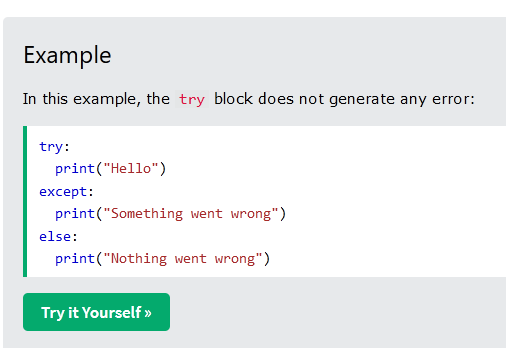 Example
In this example, the try block does not generate any error:
try:
  print("Hello")
except:
  print("Something went wrong")
else:
  print("Nothing went wrong")
Try it Yourself »